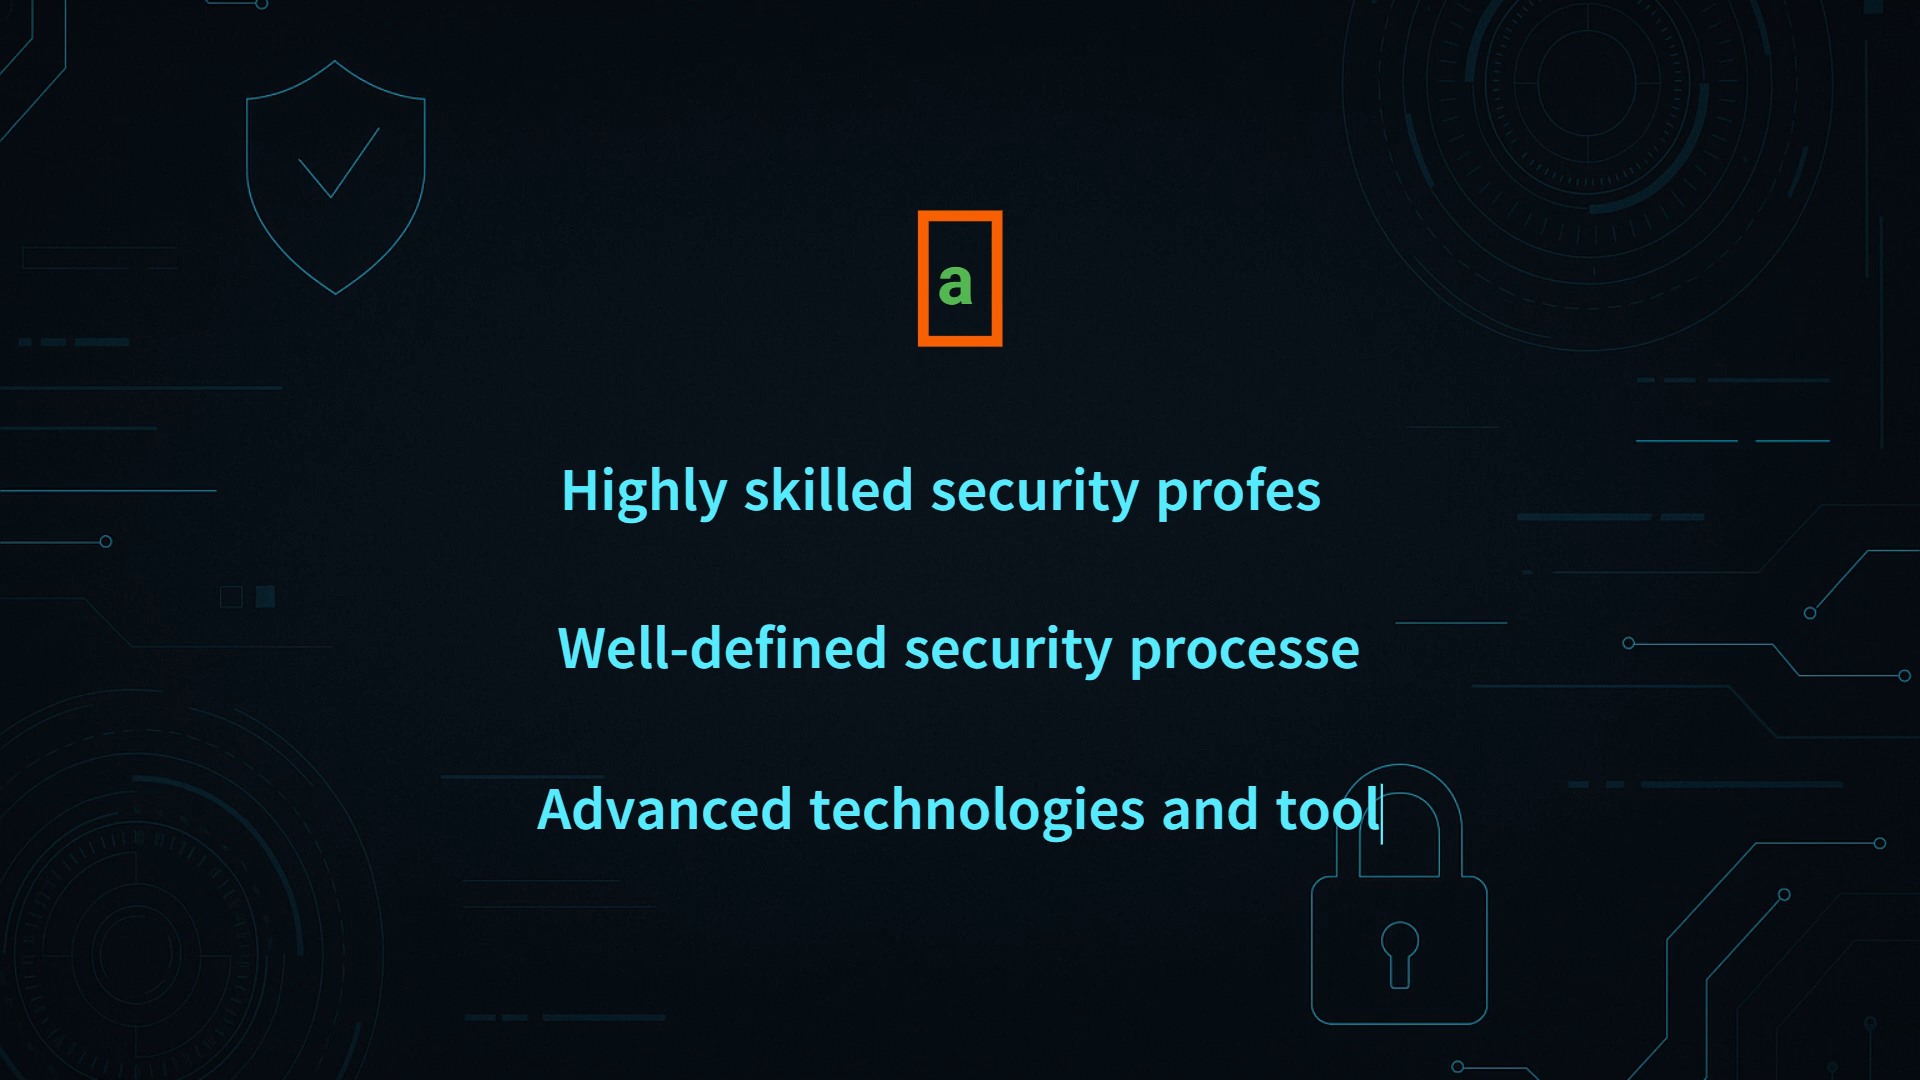 a
Highly skilled security profes
Well-defined security processe
Advanced technologies and tool